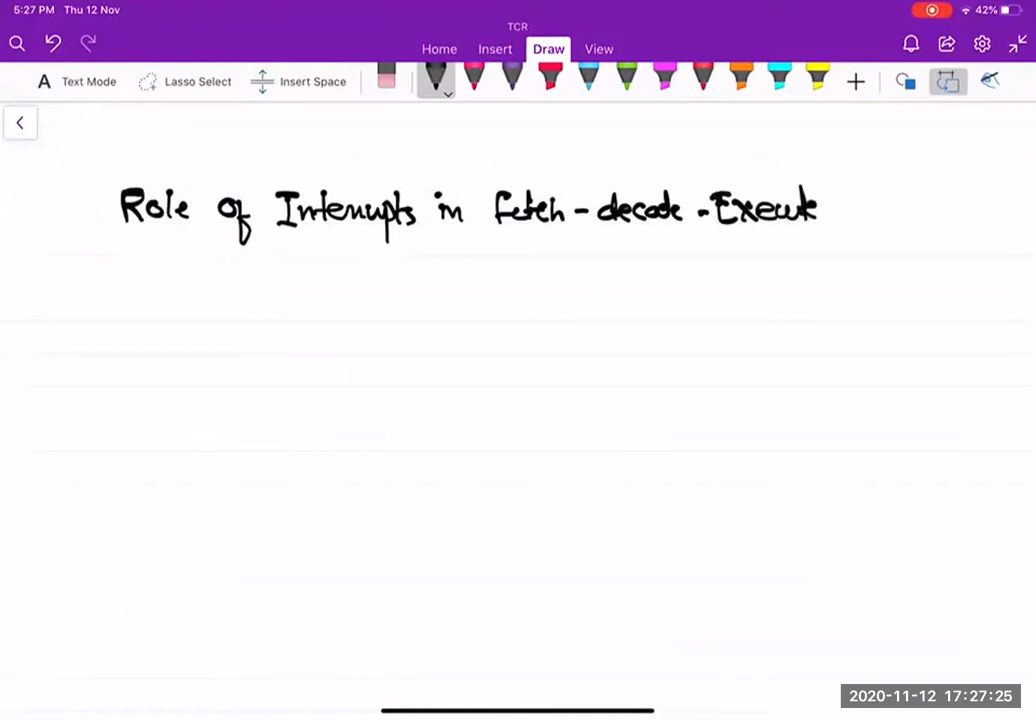 5:27 PM Thu 12 Nov
42%
TCR
Home Insert Draw View
A Text Mode Lasso Select Insert Space
Role of Interrupts in Fetch-decode-Execute
2020-11-12 17:27:25